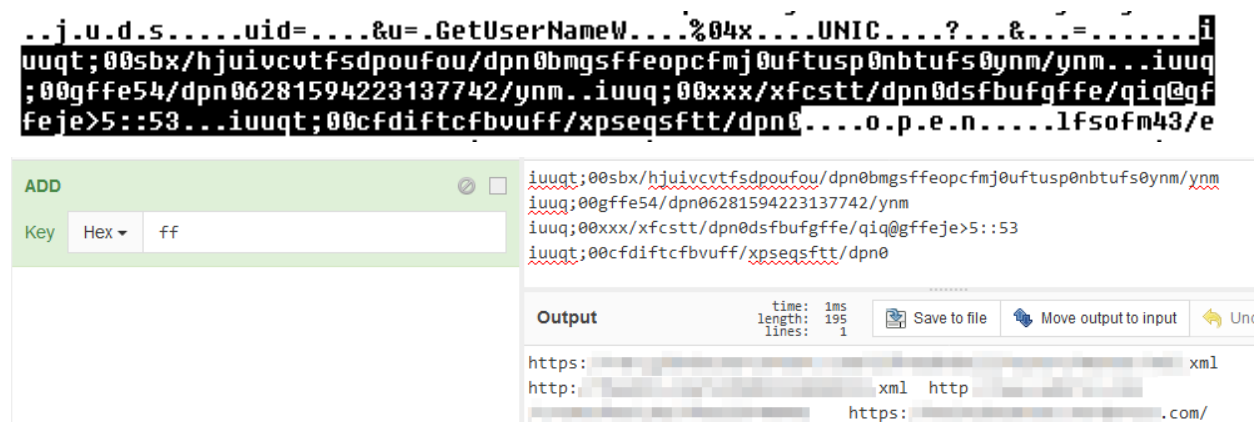 ..j.u.d.s.....uid=....&u=.GetUserNameW....%04x....UNIC....?...&...=.......i
uuqt;00sbx/hjuivcvtfsdpoufou/dpn0bmgsffeopcfmj0uftusp0nbtufs0ynm/ynm...iuuq
;00gffe54/dpn06281594223137742/ynm..iuuq;00xxx/xfcstt/dpn0dsfbufgffe/qiq@gf
feje>5::53...iuuqt;00cfdiftcfbvuff/xpseqsftt/dpn0....o.p.e.n.....lfsofm43/e
ADD
Key Hex ff
iuuqt;00sbx/hjuivcvtfsdpoufou/dpn0bmgsffeopcfmj0uftusp0nbtufs0ynm/ynm
iuuq;00gffe54/dpn06281594223137742/ynm
iuuq;00xxx/xfcstt/dpn0dsfbufgffe/qiq@gffeje>5::53
iuuqt;00cfdiftcfbvuff/xpseqsftt/dpn0
Output
time: 1ms
length: 195
lines: 1
Save to file
Move output to input
https: xml
http: .xml http
https: .com/